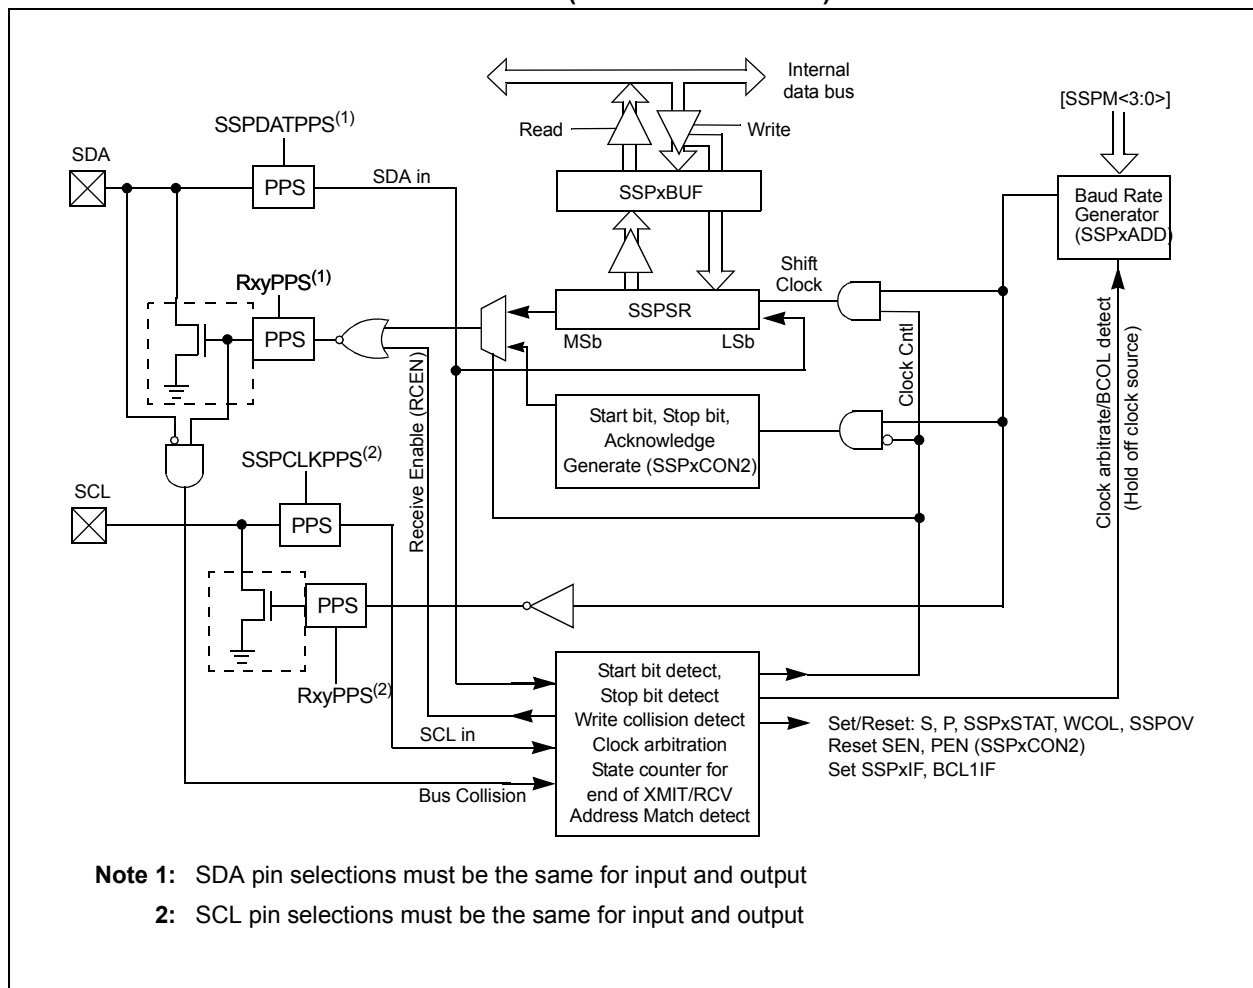 Internal
data bus
[SSPM<3:0>]
SSPDATPPS(1)
Read
Write
SDA
PPS
SDA in
SSPxBUF
Baud Rate
Generator
(SSPxADD)
RxyPPS(1)
Shift
Clock
SSPSR
PPS
MSb
LSb
Receive Enable (RCEN)
Clock Cntl
Clock arbitrate/BCOL detect
(Hold off clock source)
Start bit, Stop bit,
Acknowledge
Generate (SSPxCON2)
SSPCLKPPS(2)
SCL
PPS
PPS
RxyPPS(2)
Start bit detect,
Stop bit detect
Write collision detect
Clock arbitration
State counter for
end of XMIT/RCV
Address Match detect
SCL in
Bus Collision
Set/Reset: S, P, SSPxSTAT, WCOL, SSPOV
Reset SEN, PEN (SSPxCON2)
Set SSPxIF, BCL1IF
Note 1: SDA pin selections must be the same for input and output
2: SCL pin selections must be the same for input and output